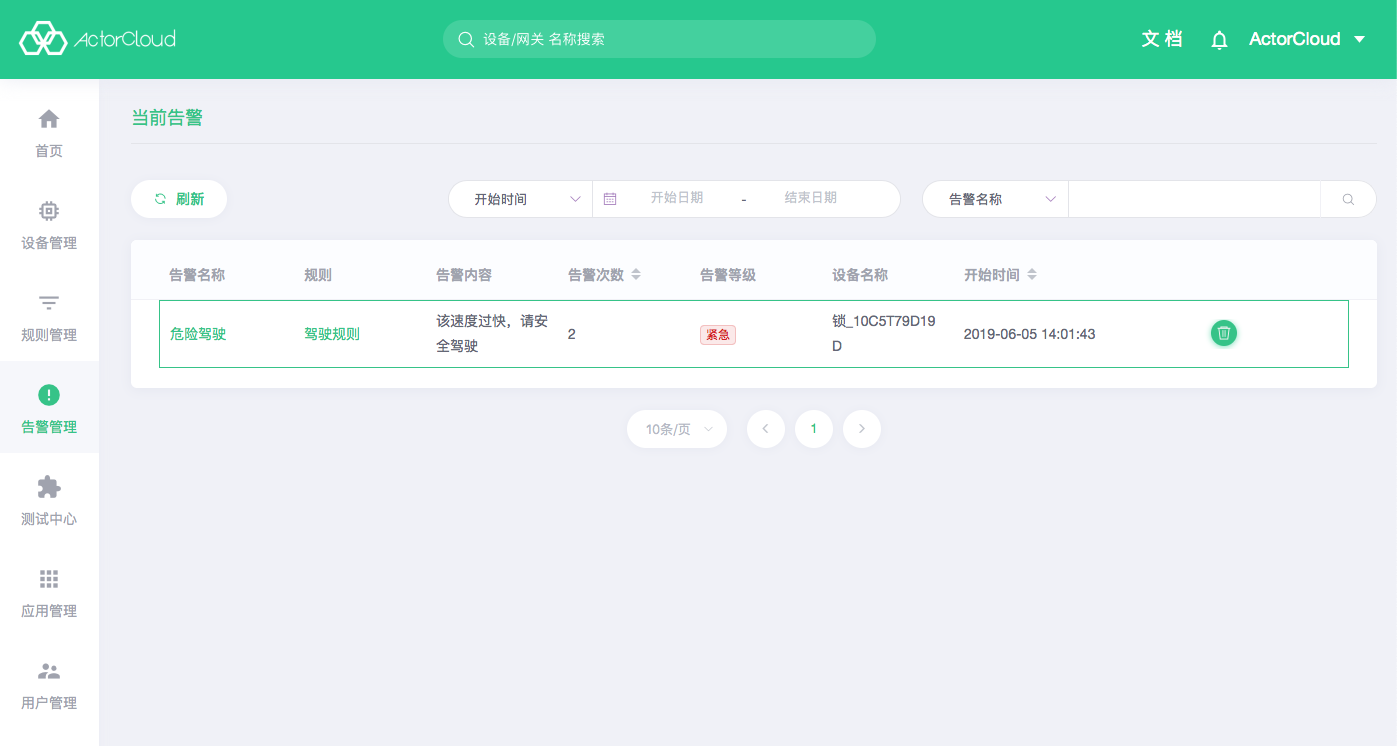 ActorCloud
设备/网关 名称搜索
文 档
ActorCloud
首页
设备管理
规则管理
告警管理
测试中心
应用管理
用户管理
当前告警
刷新
开始时间
开始日期 - 结束日期
告警名称
告警名称 规则 告警内容 告警次数 告警等级 设备名称 开始时间
危险驾驶 驾驶规则 该速度过快，请安 2 紧急 锁_10C5T79D19 2019-06-05 14:01:43
全驾驶 D
10条/页 1